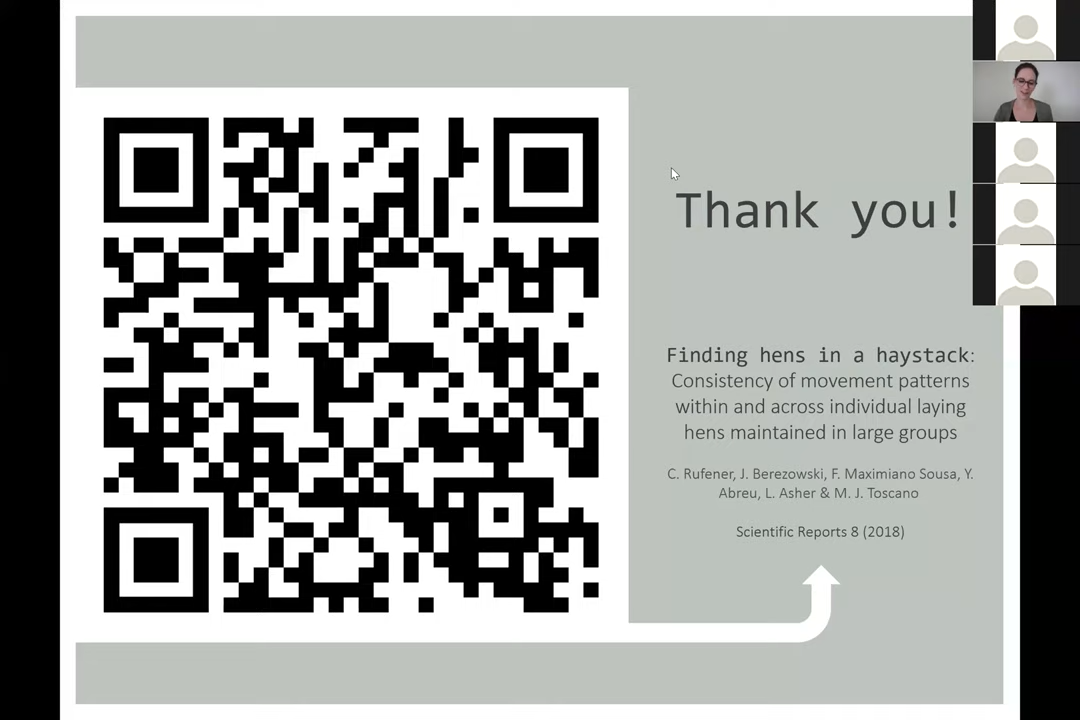 Thank you!
Finding hens in a haystack:
Consistency of movement patterns
within and across individual laying
hens maintained in large groups
C. Rufener, J. Berezowski, F. Maximiano Sousa, Y.
Abreu, L. Asher & M. J. Toscano
Scientific Reports 8 (2018)